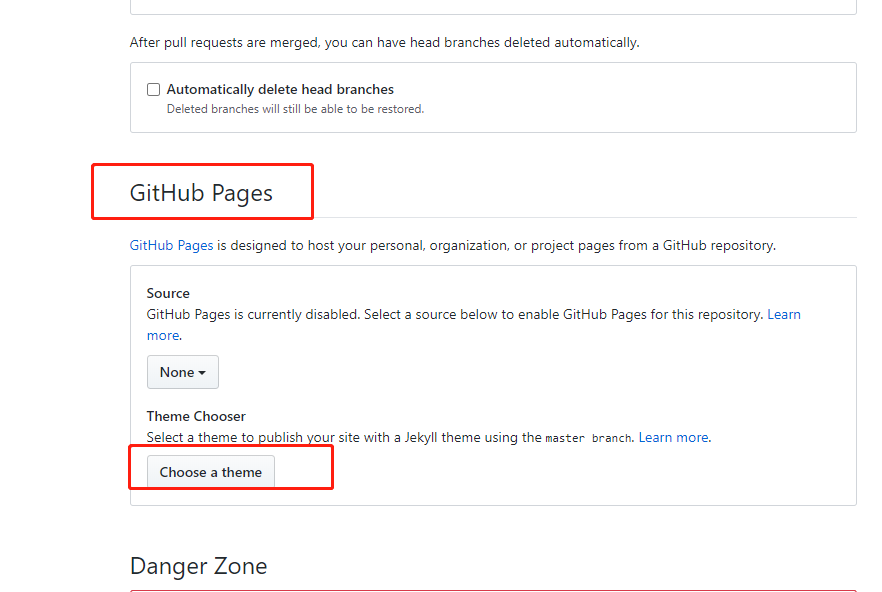 After pull requests are merged, you can have head branches deleted automatically.
Automatically delete head branches
Deleted branches will still be able to be restored.
GitHub Pages
GitHub Pages is designed to host your personal, organization, or project pages from a GitHub repository.
Source
GitHub Pages is currently disabled. Select a source below to enable GitHub Pages for this repository. Learn
more.
None
Theme Chooser
Select a theme to publish your site with a Jekyll theme using the master branch. Learn more.
Choose a theme
Danger Zone